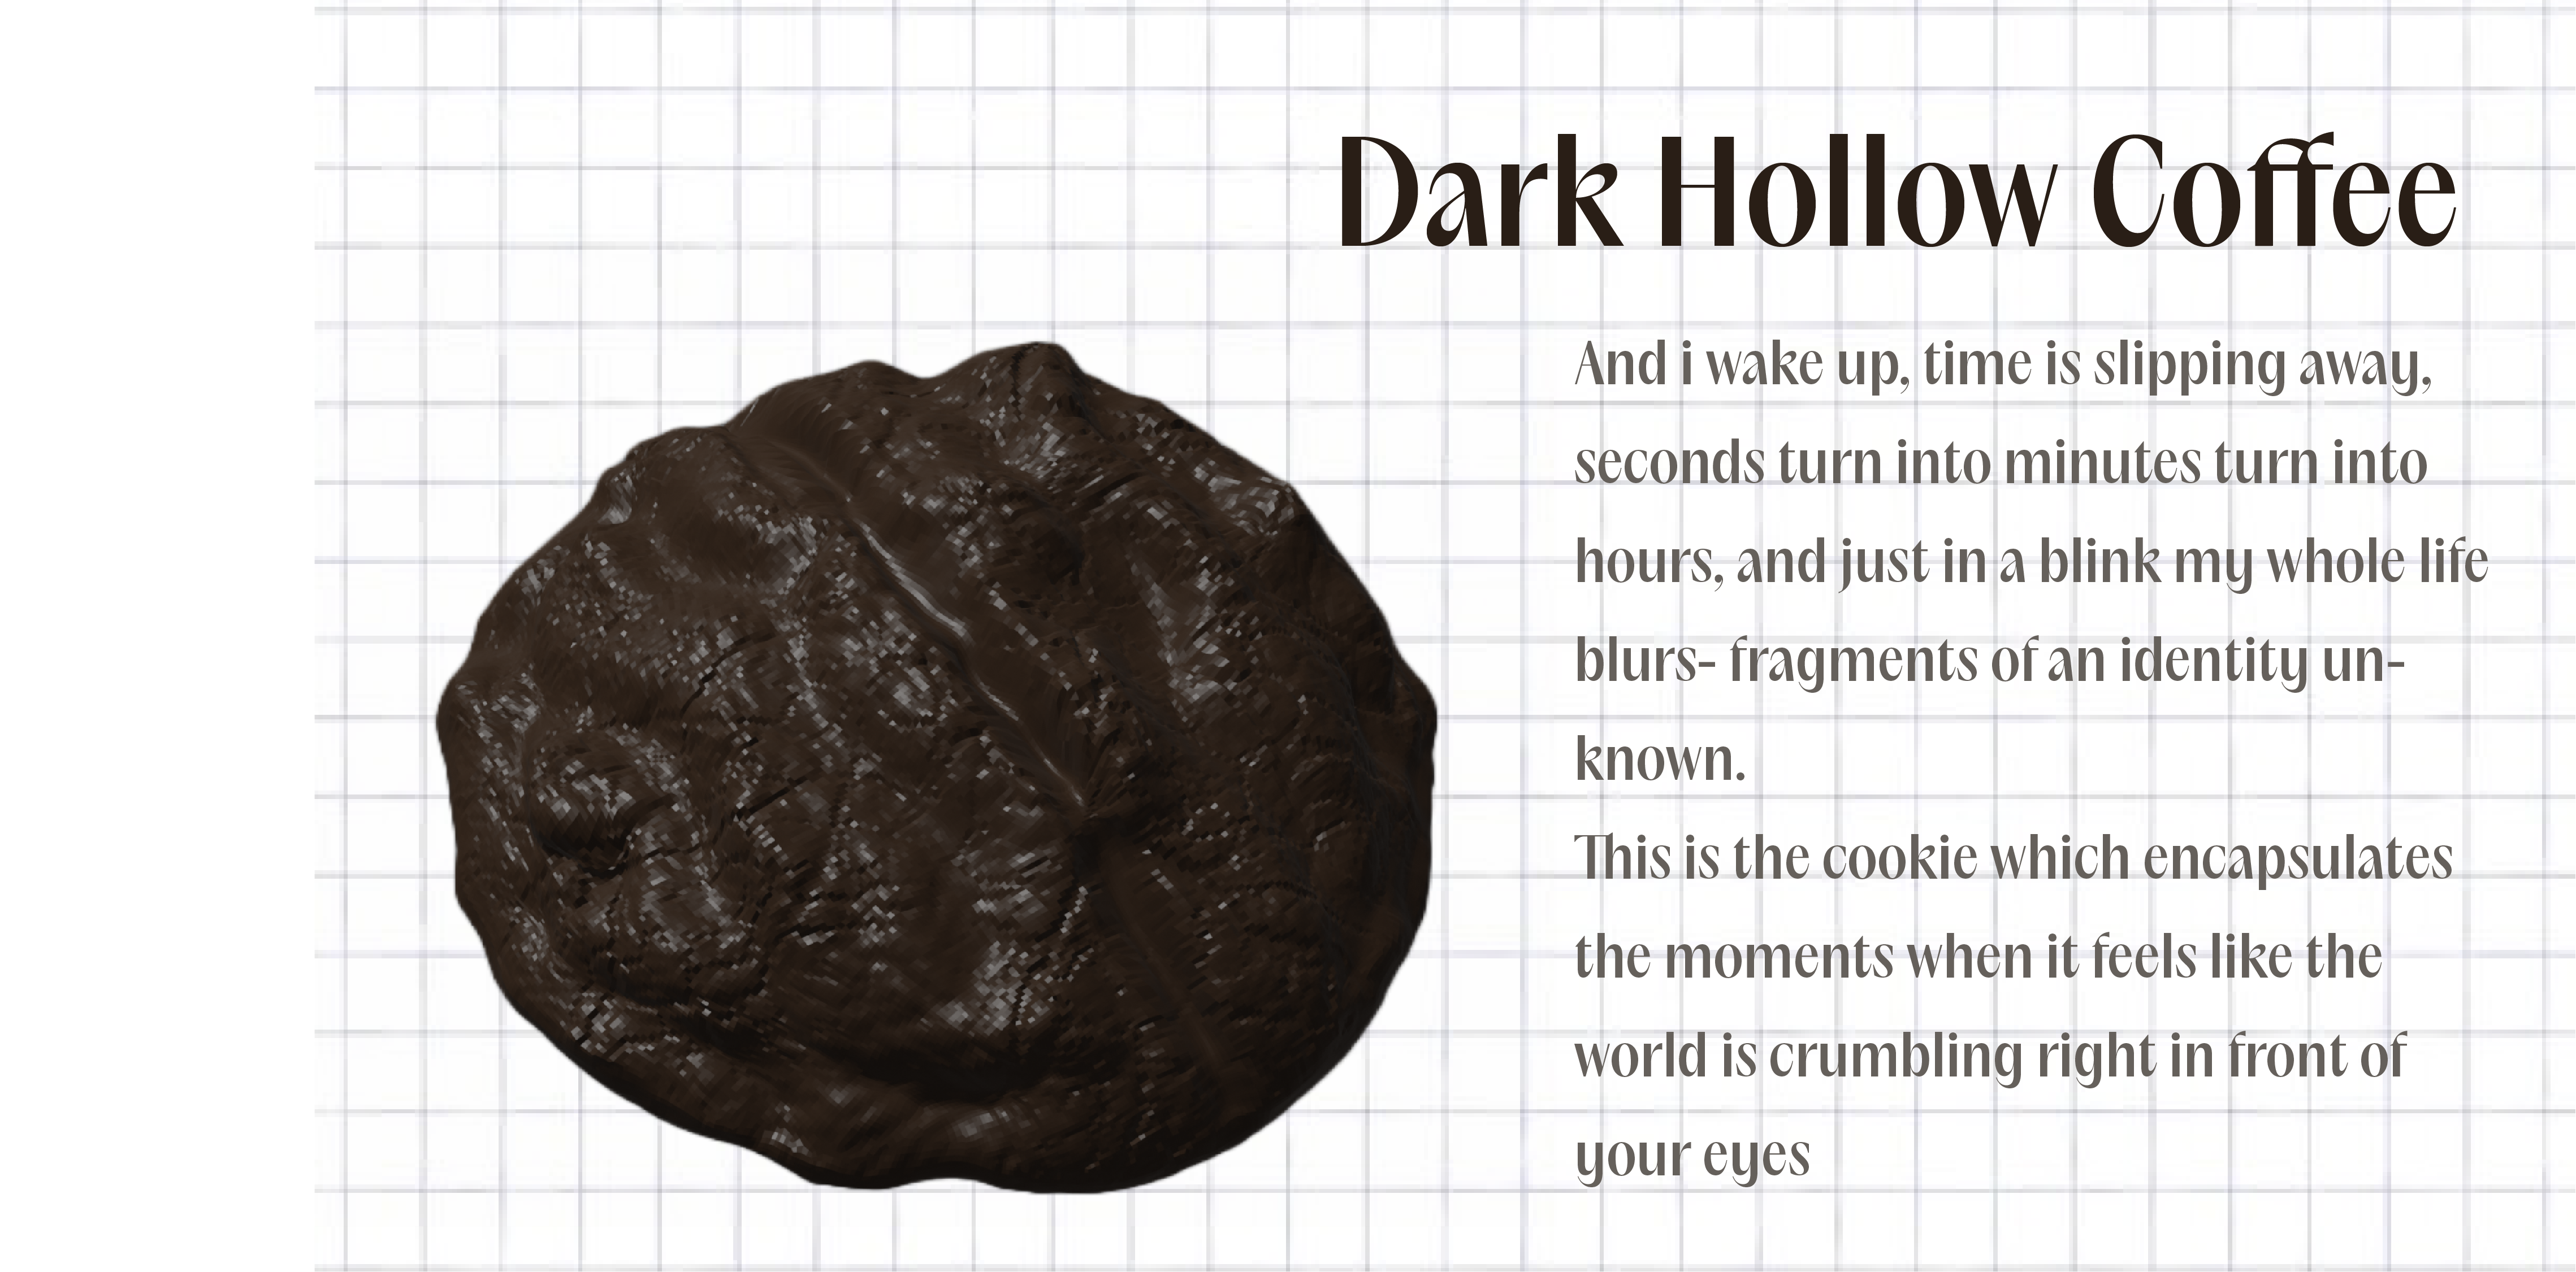 Dark Hollow Coffee
And i wake up, time is slipping away,
seconds turn into minutes turn into
hours, and just in a blink my whole life
blurs- fragments of an identity un-
known.
This is the cookie which encapsulates
the moments when it feels like the
world is crumbling right in front of
your eyes